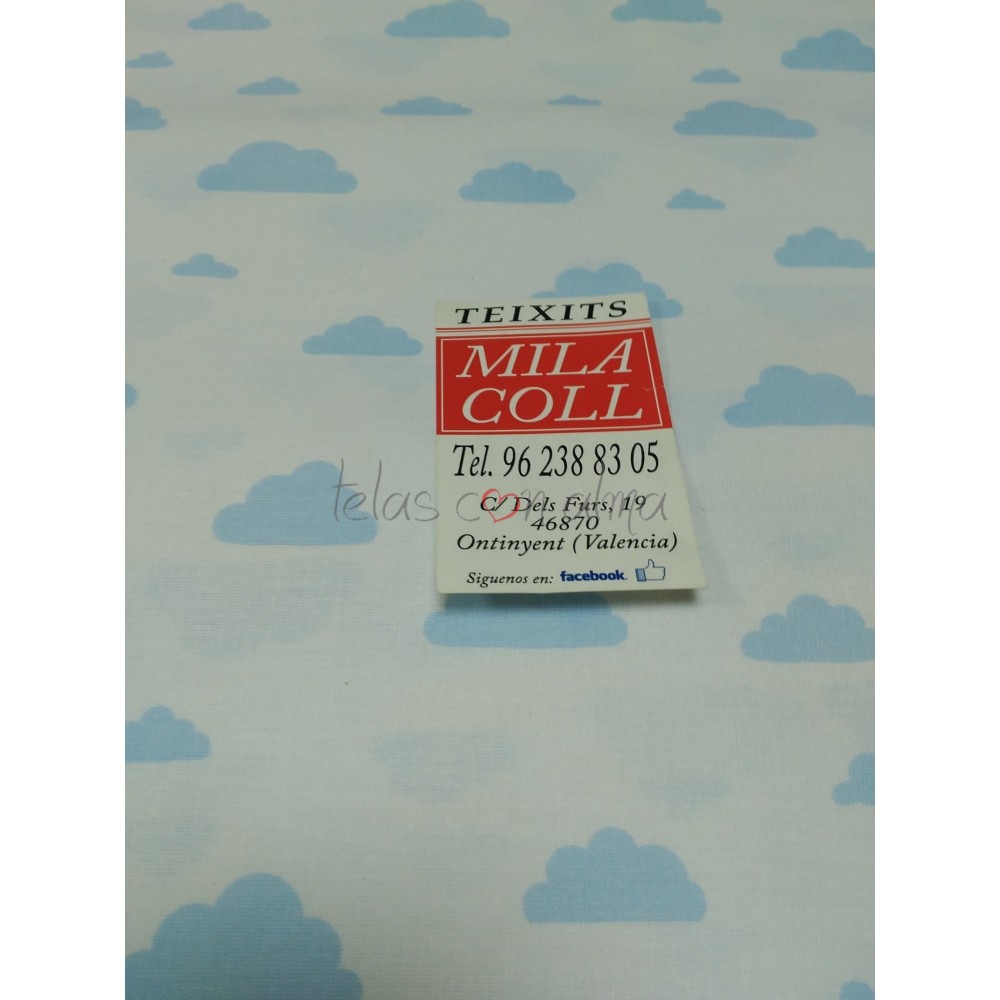 TEIXITS
MILA
COLL
Tel. 96 238 83 05
telas con alma
C/ Dels Furs, 19
46870
Ontinyent (Valencia)
Siguenos en: facebook.